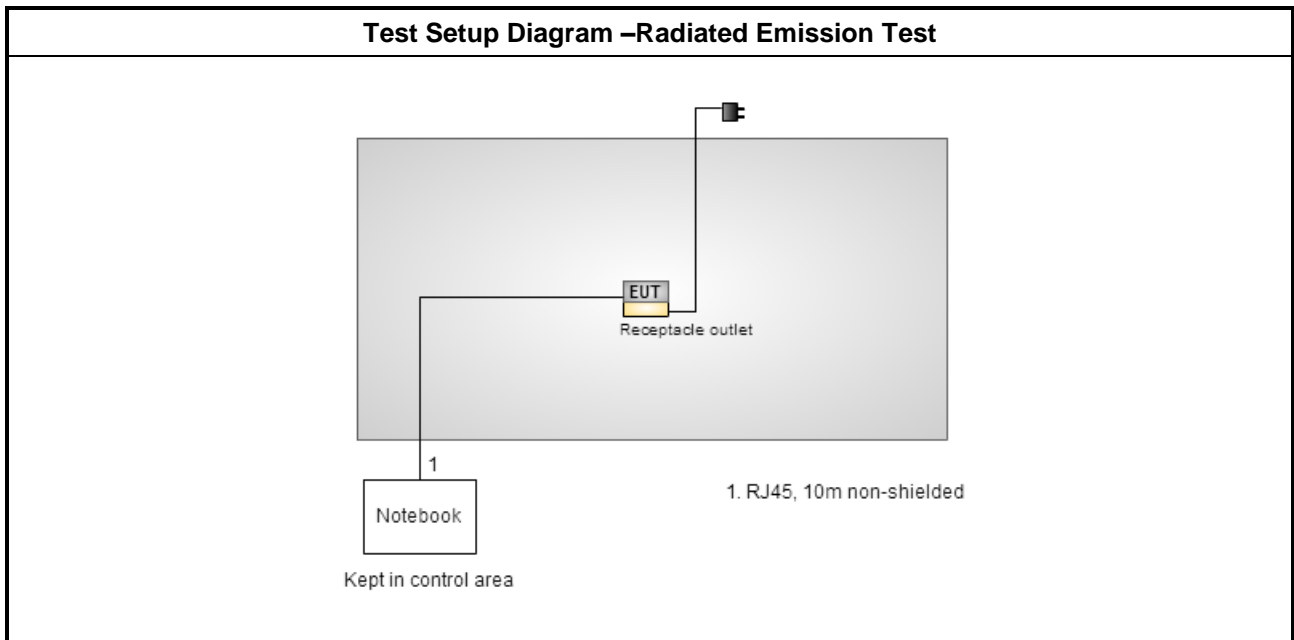 Test Setup Diagram –Radiated Emission Test
EUT
Receptacle outlet
1
Notebook
1. RJ45, 10m non-shielded
Kept in control area